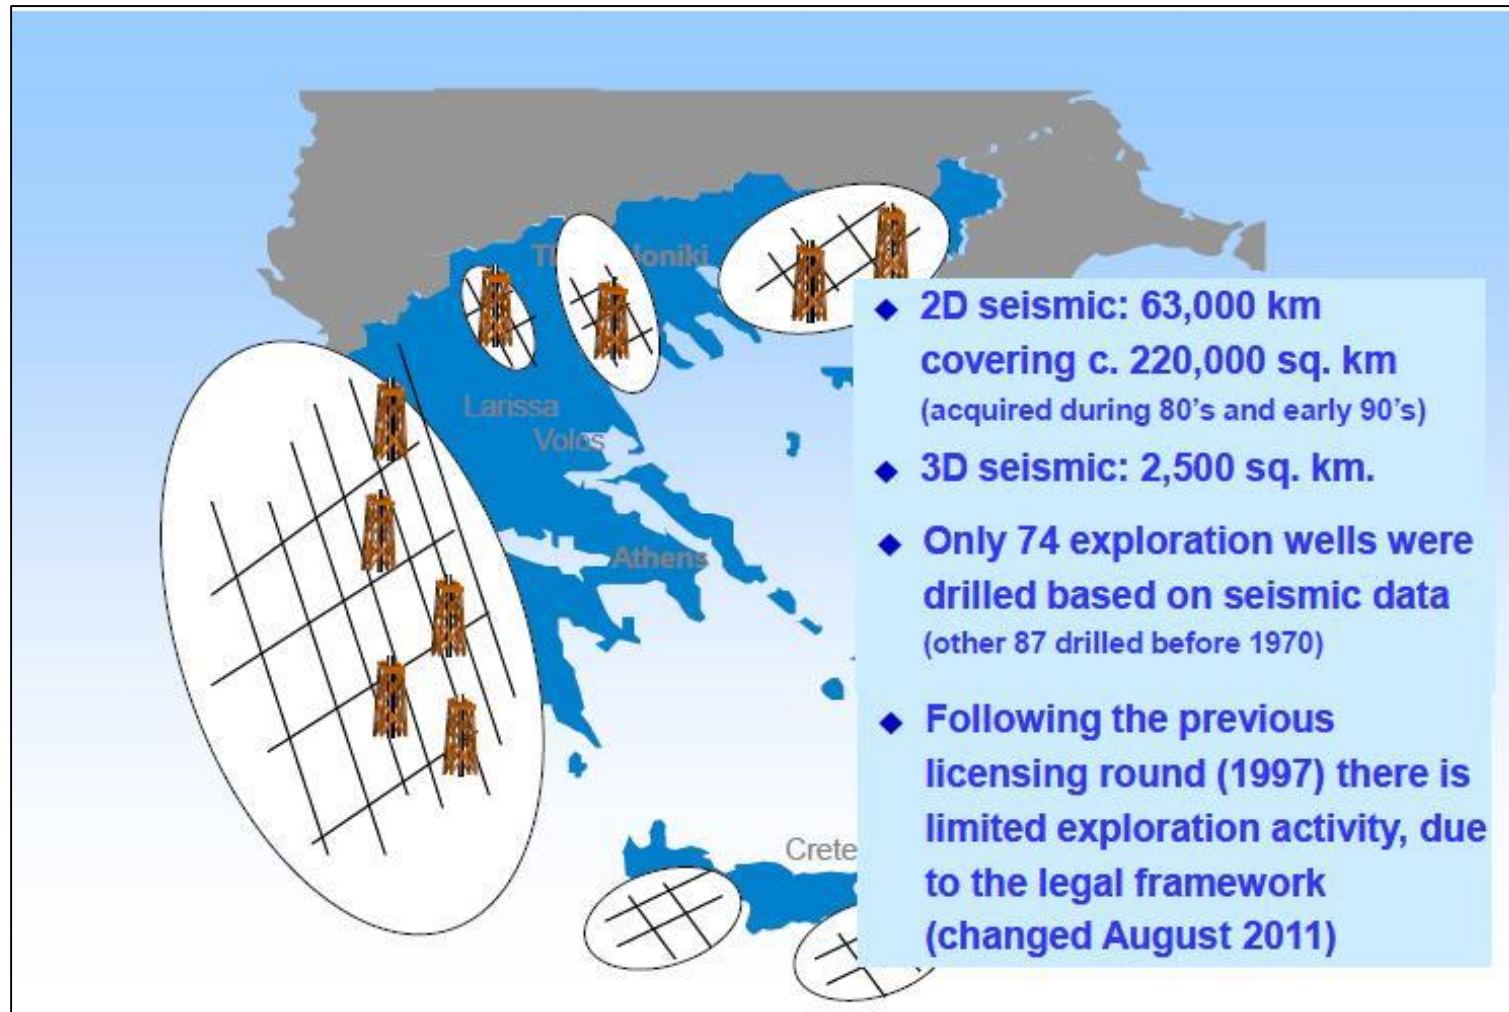 Th
loniki
Larissa
Volos
Athens
Crete
◆ 2D seismic: 63,000 km
covering c. 220,000 sq. km
(acquired during 80's and early 90's)
◆ 3D seismic: 2,500 sq. km.
◆ Only 74 exploration wells were
drilled based on seismic data
(other 87 drilled before 1970)
◆ Following the previous
licensing round (1997) there is
limited exploration activity, due
to the legal framework
(changed August 2011)